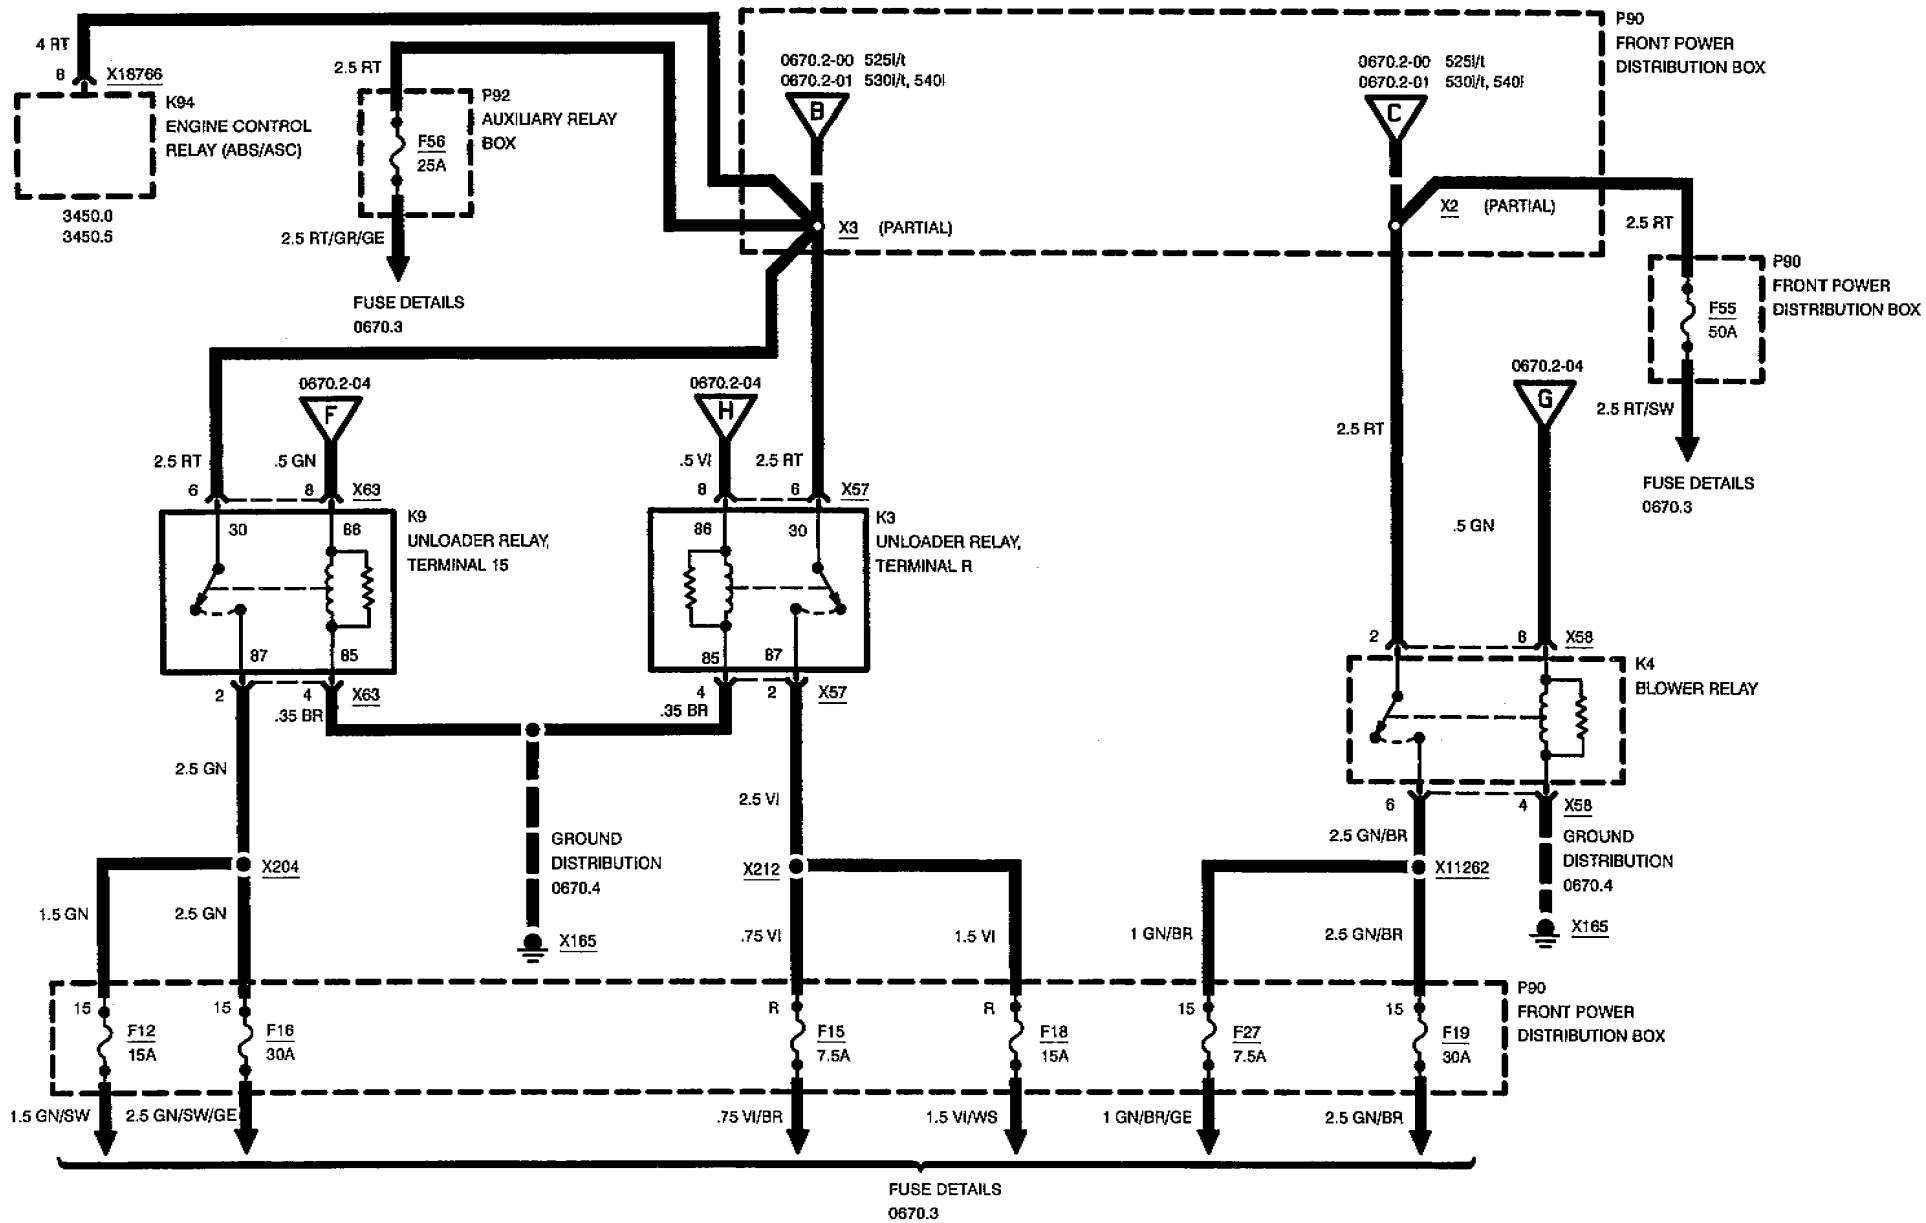 P90
FRONT POWER
DISTRIBUTION BOX
4 RT
8
X18766
K94
ENGINE CONTROL
RELAY (ABS/ASC)
3450.0
3450.5
2.5 RT
P92
AUXILIARY RELAY
BOX
F56
25A
2.5 RT/GR/GE
FUSE DETAILS
0670.3
0670.2-00 525i/t
0670.2-01 530i/t, 540i
B
X3 (PARTIAL)
0670.2-00 525i/t
0670.2-01 530i/t, 540i
C
X2 (PARTIAL)
2.5 RT
P90
FRONT POWER
DISTRIBUTION BOX
F55
50A
2.5 RT/SW
FUSE DETAILS
0670.3
0670.2-04
F
0670.2-04
H
0670.2-04
G
2.5 RT
.5 GN
.5 VI
2.5 RT
2.5 RT
.5 GN
6
8
X63
8
6
X57
30
86
K9
UNLOADER RELAY,
TERMINAL 15
86
30
K3
UNLOADER RELAY,
TERMINAL R
87
85
85
87
2
4
X63
.35 BR
4
2
X57
.35 BR
2
8
X58
K4
BLOWER RELAY
6
4
X58
2.5 GN
2.5 VI
2.5 GN/BR
GROUND
DISTRIBUTION
0670.4
GROUND
DISTRIBUTION
0670.4
X204
X212
X11262
1.5 GN
2.5 GN
X165
.75 VI
1.5 VI
1 GN/BR
2.5 GN/BR
X165
P90
FRONT POWER
DISTRIBUTION BOX
15
F12
15A
15
F16
30A
R
F15
7.5A
R
F18
15A
15
F27
7.5A
15
F19
30A
1.5 GN/SW
2.5 GN/SW/GE
.75 VI/BR
1.5 VI/WS
1 GN/BR/GE
2.5 GN/BR
FUSE DETAILS
0670.3